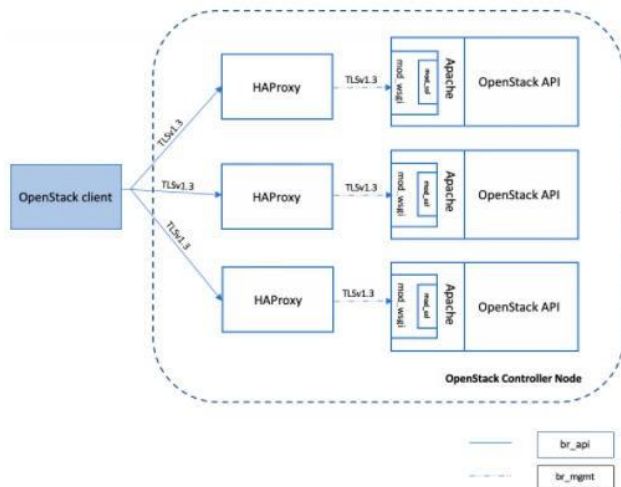 TLSv1.3
HAProxy
TLSv1.3
mod_wsgi
mod_ssl
Apache
OpenStack API
OpenStack client
TLSv1.3
HAProxy
TLSv1.3
mod_wsgi
mod_ssl
Apache
OpenStack API
TLSv1.3
HAProxy
TLSv1.3
mod_wsgi
mod_ssl
Apache
OpenStack API
OpenStack Controller Node
br_api
br_mgmt